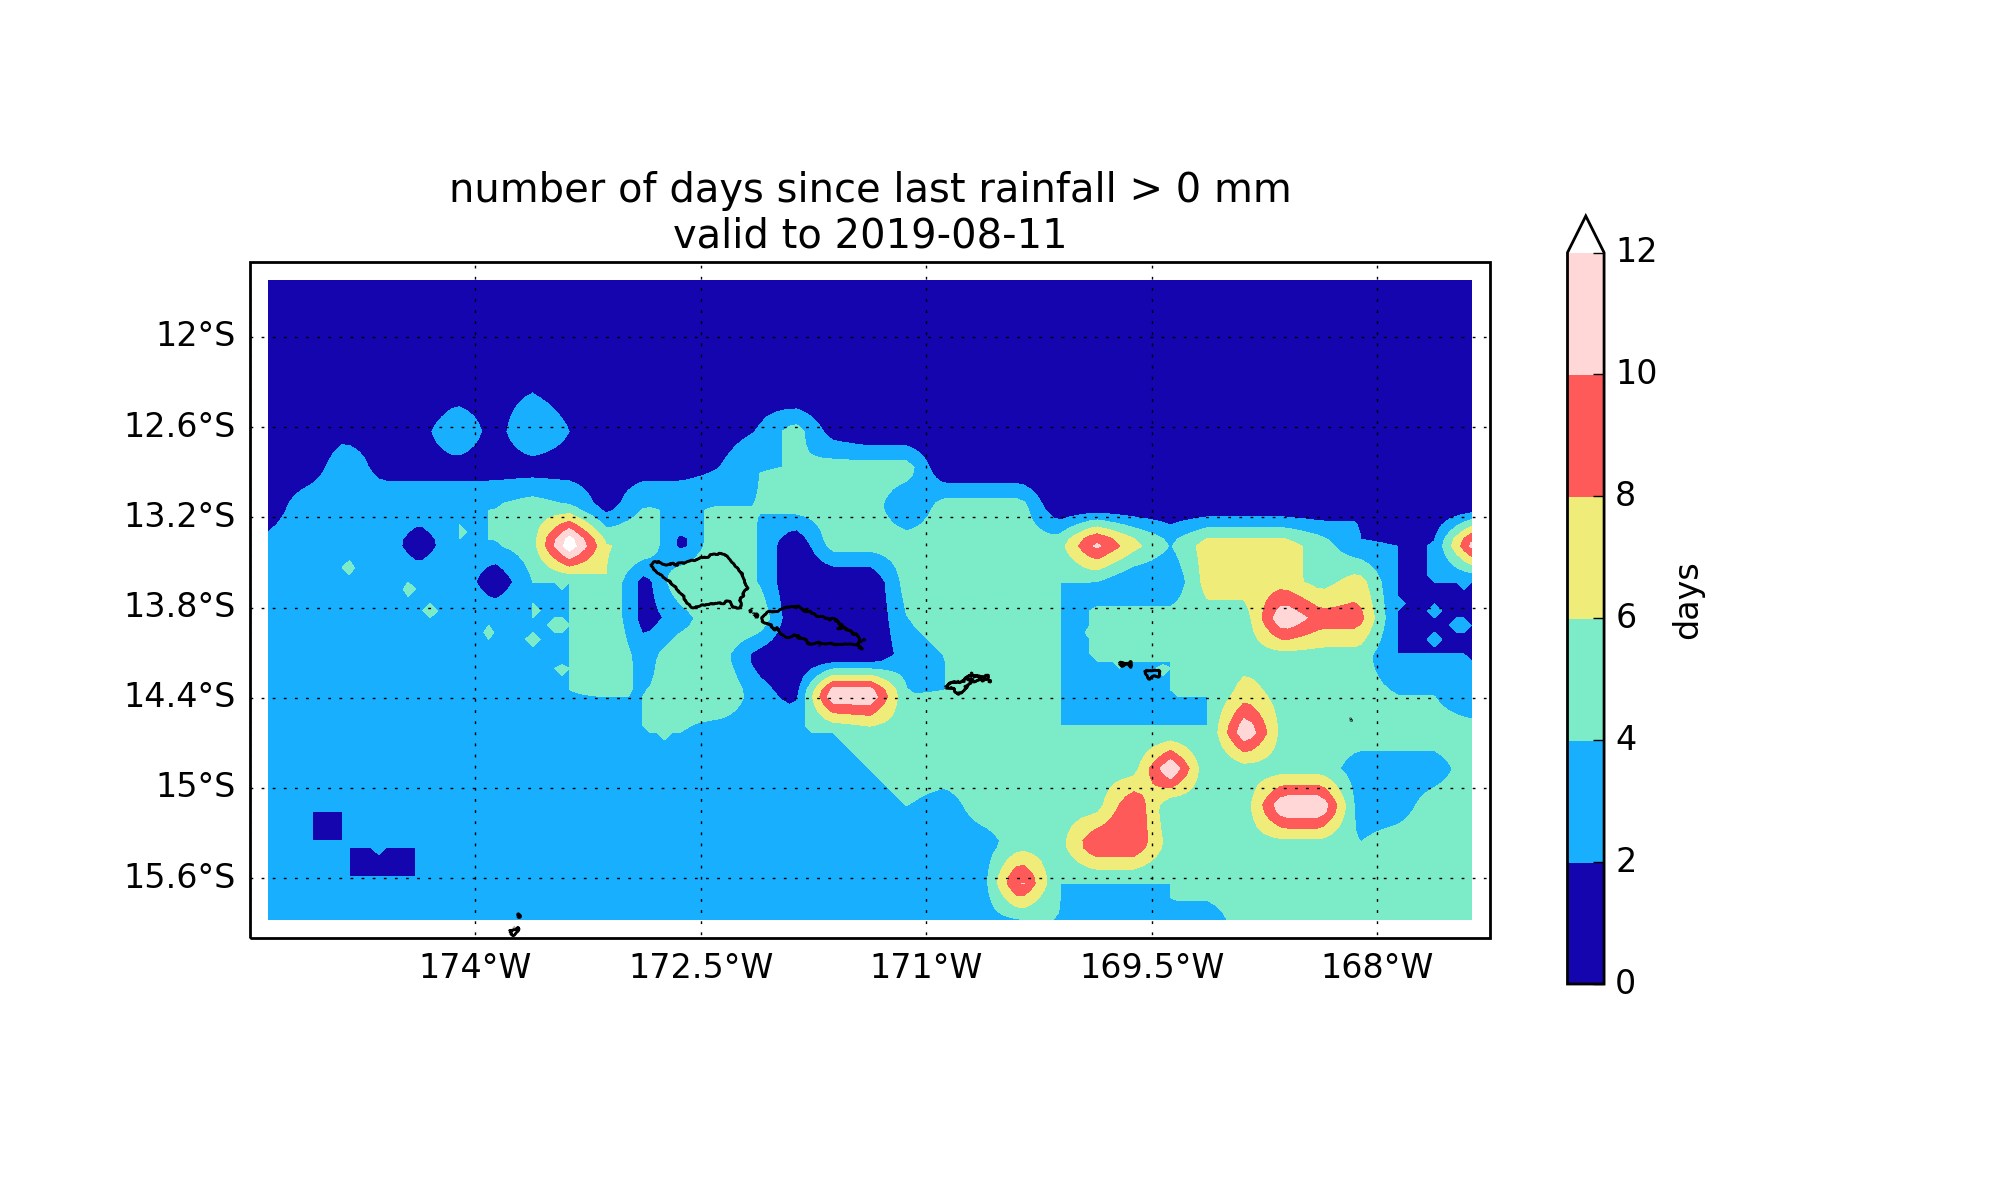 number of days since last rainfall > 0 mm
valid to 2019-08-11
12°S
12.6°S
13.2°S
13.8°S
14.4°S
15°S
15.6°S
174°W
172.5°W
171°W
169.5°W
168°W
12
10
8
6
4
2
0
days